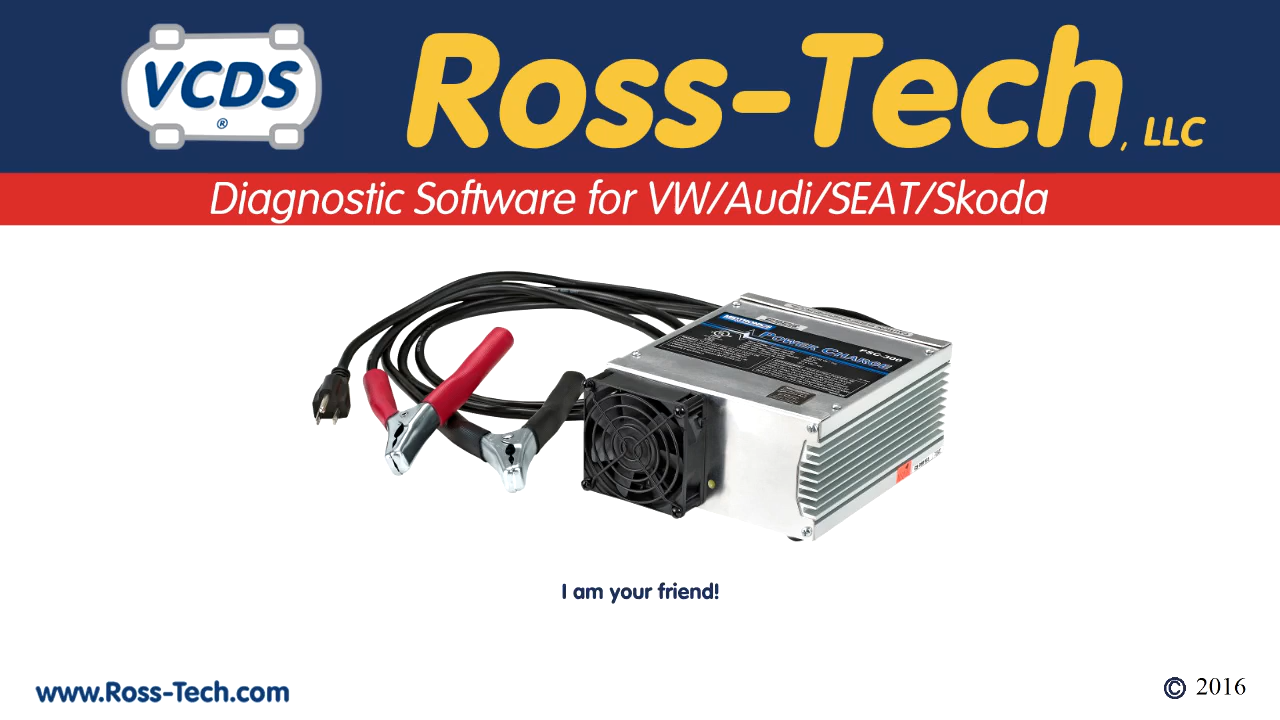 VCDS
®
Ross-Tech, LLC
Diagnostic Software for VW/Audi/SEAT/Skoda
POWER CHARGE
PSC-300
I am your friend!
www.Ross-Tech.com
© 2016